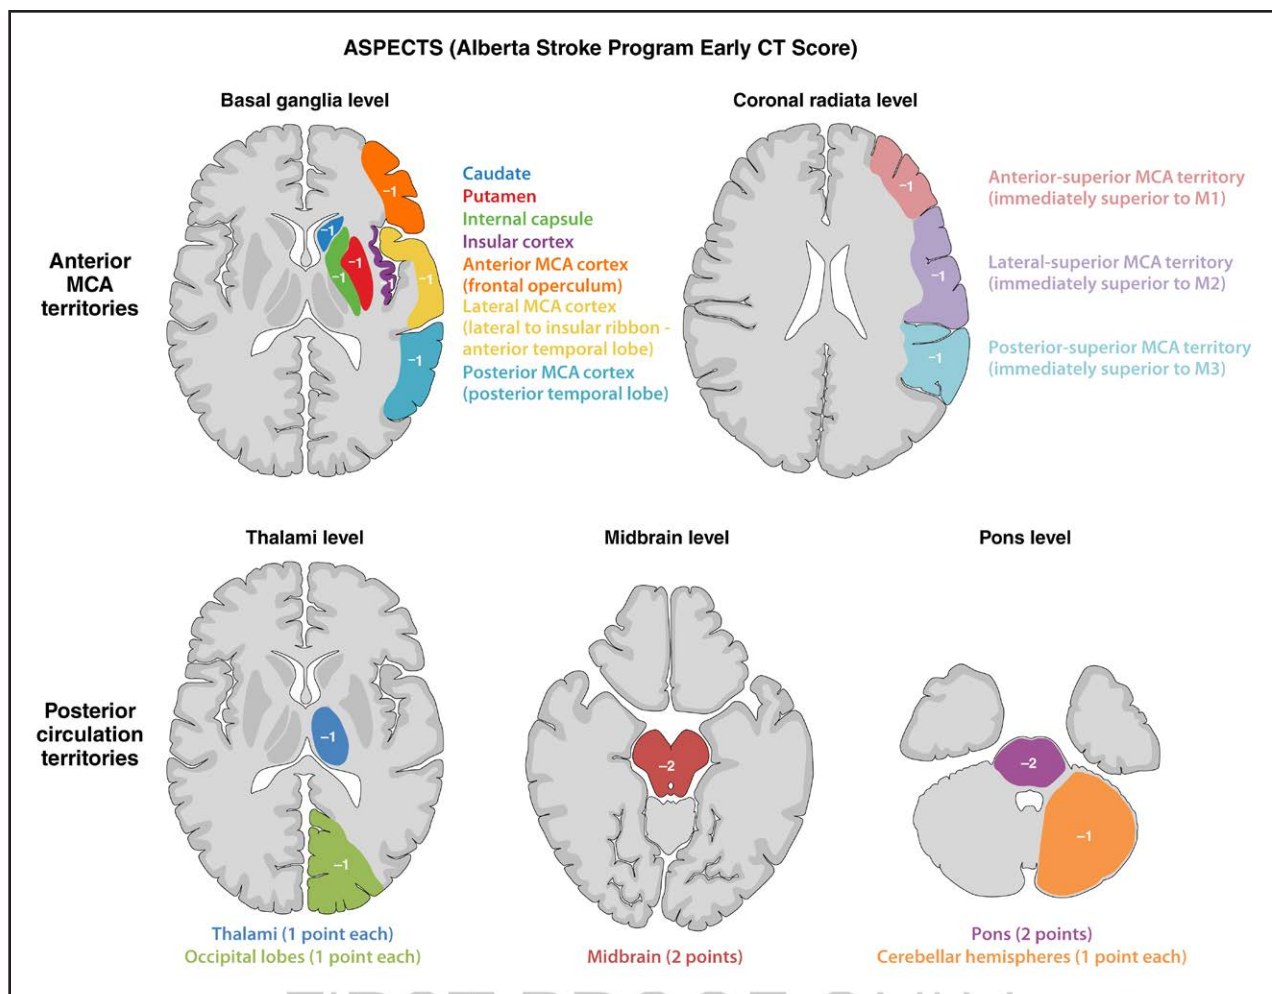 ASPECTS (Alberta Stroke Program Early CT Score)
Basal ganglia level
Coronal radiata level
Anterior
MCA
territories
–1
–1
–1
–1
–1
–1
–1
Caudate
Putamen
Internal capsule
Insular cortex
Anterior MCA cortex
(frontal operculum)
Lateral MCA cortex
(lateral to insular ribbon -
anterior temporal lobe)
Posterior MCA cortex
(posterior temporal lobe)
–1
–1
–1
Anterior-superior MCA territory
(immediately superior to M1)
Lateral-superior MCA territory
(immediately superior to M2)
Posterior-superior MCA territory
(immediately superior to M3)
Thalami level
Midbrain level
Pons level
Posterior
circulation
territories
–1
–1
–2
–2
–1
Thalami (1 point each)
Occipital lobes (1 point each)
Midbrain (2 points)
Pons (2 points)
Cerebellar hemispheres (1 point each)